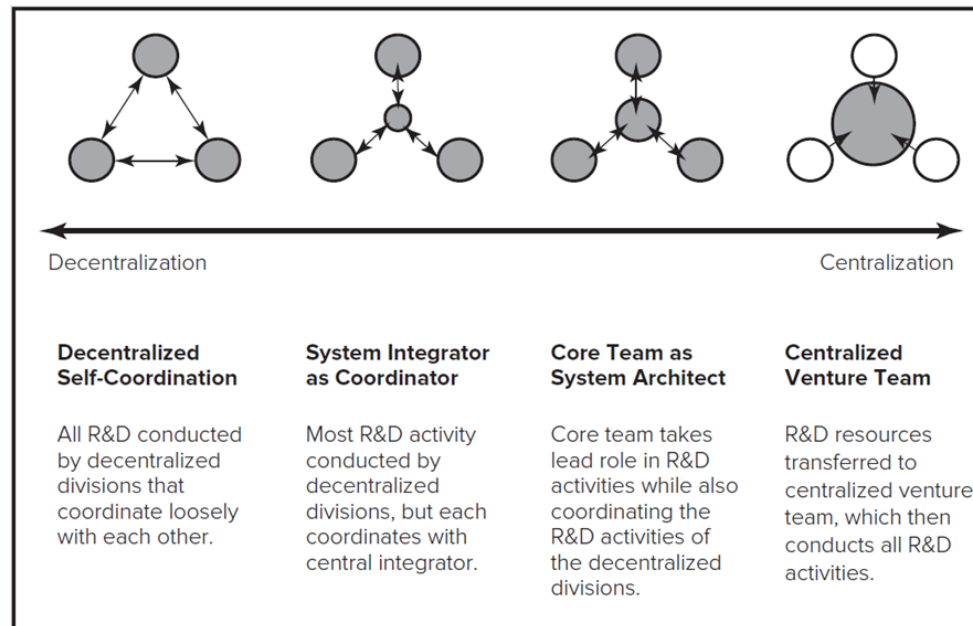 Decentralization
Centralization
Decentralized
Self-Coordination
All R&D conducted
by decentralized
divisions that
coordinate loosely
with each other.
System Integrator
as Coordinator
Most R&D activity
conducted by
decentralized
divisions, but each
coordinates with
central integrator.
Core Team as
System Architect
Core team takes
lead role in R&D
activities while also
coordinating the
R&D activities of
the decentralized
divisions.
Centralized
Venture Team
R&D resources
transferred to
centralized venture
team, which then
conducts all R&D
activities.